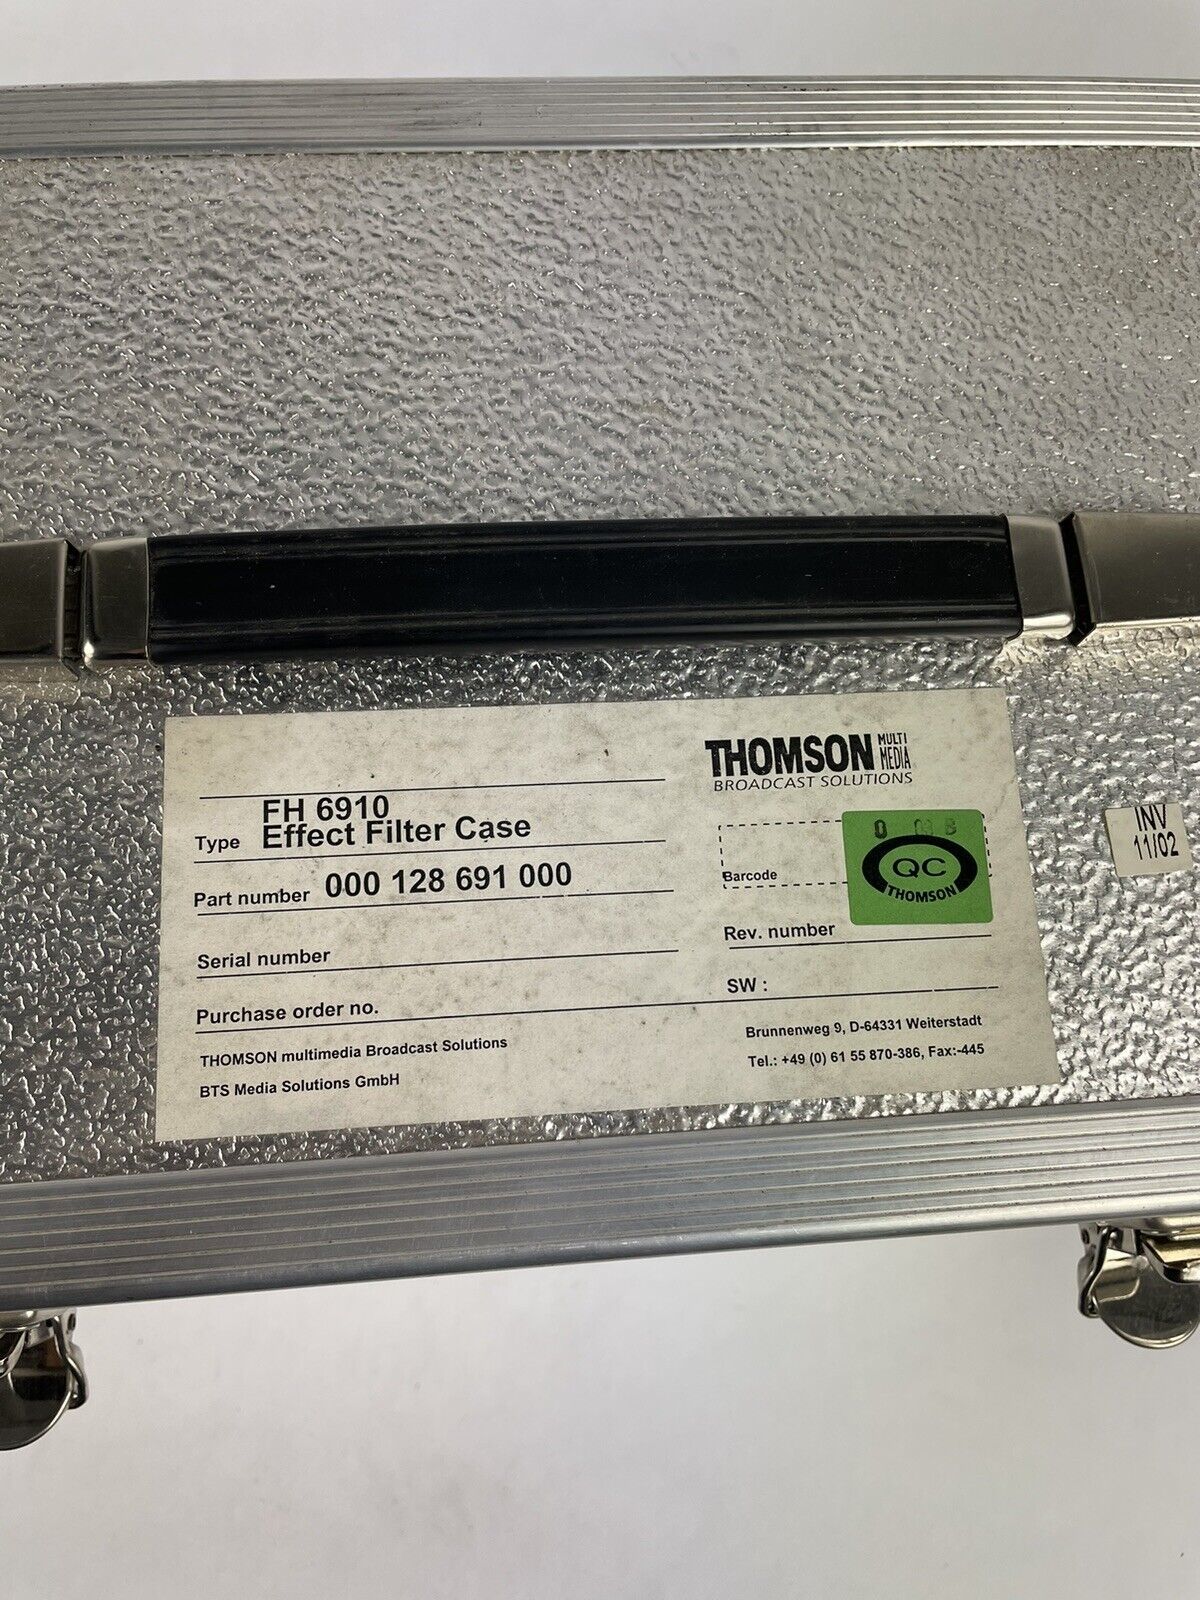 THOMSON MULTI MEDIA
BROADCAST SOLUTIONS
FH 6910
Type Effect Filter Case
Part number 000 128 691 000
Serial number
Purchase order no.
THOMSON multimedia Broadcast Solutions
BTS Media Solutions GmbH
Barcode
QC
THOMSON
Rev. number
SW :
Brunnenweg 9, D-64331 Weiterstadt
Tel.: +49 (0) 61 55 870-386, Fax:-445
INV
11/02